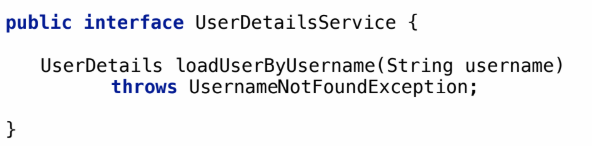 public interface UserDetailsService {
UserDetails loadUserByUsername(String username)
throws UsernameNotFoundException;
}